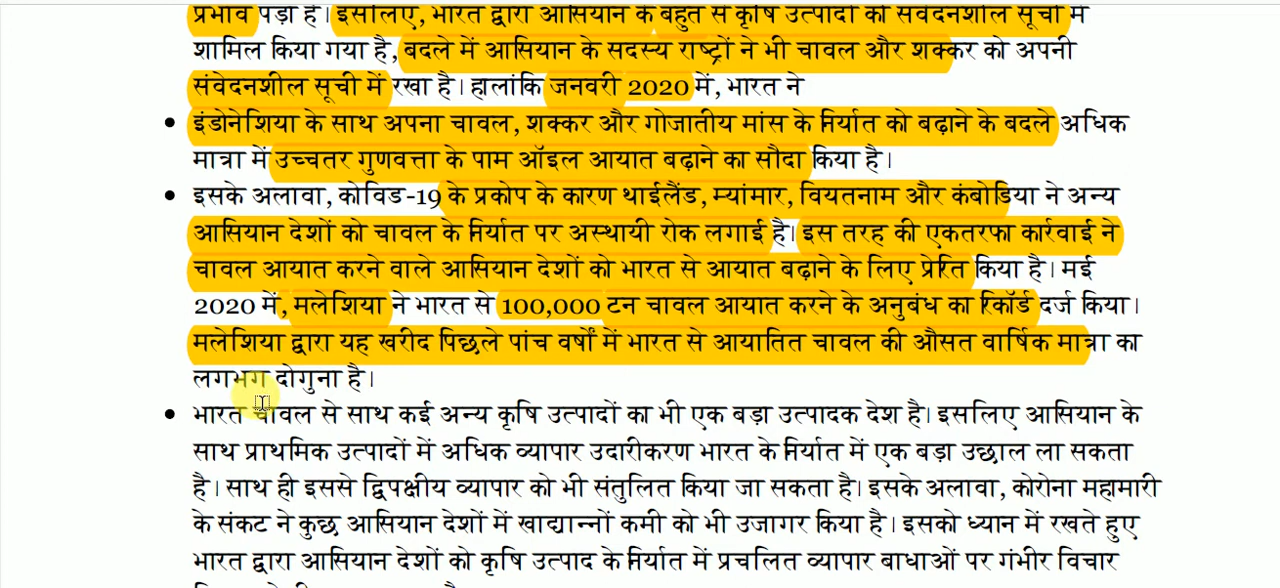 प्रभाव पड़ा है। इसलिए, भारत द्वारा आसियान के बहुत से कृषि उत्पादों को संवेदनशील सूची में
शामिल किया गया है, बदले में आसियान के सदस्य राष्ट्रों ने भी चावल और शक्कर को अपनी
संवेदनशील सूची में रखा है। हालांकि जनवरी 2020 में, भारत ने
• इंडोनेशिया के साथ अपना चावल, शक्कर और गोजातीय मांस के निर्यात को बढ़ाने के बदले अधिक
मात्रा में उच्चतर गुणवत्ता के पाम ऑइल आयात बढ़ाने का सौदा किया है।
• इसके अलावा, कोविड-19 के प्रकोप के कारण थाईलैंड, म्यांमार, वियतनाम और कंबोडिया ने अन्य
आसियान देशों को चावल के निर्यात पर अस्थायी रोक लगाई है। इस तरह की एकतरफा कार्रवाई ने
चावल आयात करने वाले आसियान देशों को भारत से आयात बढ़ाने के लिए प्रेरित किया है। मई
2020 में, मलेशिया ने भारत से 100,000 टन चावल आयात करने के अनुबंध का रिकॉर्ड दर्ज किया।
मलेशिया द्वारा यह खरीद पिछले पांच वर्षों में भारत से आयातित चावल की औसत वार्षिक मात्रा का
लगभग दोगुना है।
• भारत चावल से साथ कई अन्य कृषि उत्पादों का भी एक बड़ा उत्पादक देश है। इसलिए आसियान के
साथ प्राथमिक उत्पादों में अधिक व्यापार उदारीकरण भारत के निर्यात में एक बड़ा उछाल ला सकता
है। साथ ही इससे द्विपक्षीय व्यापार को भी संतुलित किया जा सकता है। इसके अलावा, कोरोना महामारी
के संकट ने कुछ आसियान देशों में खाद्यान्नों कमी को भी उजागर किया है। इसको ध्यान में रखते हुए
भारत द्वारा आसियान देशों को कृषि उत्पाद के निर्यात में प्रचलित व्यापार बाधाओं पर गंभीर विचार